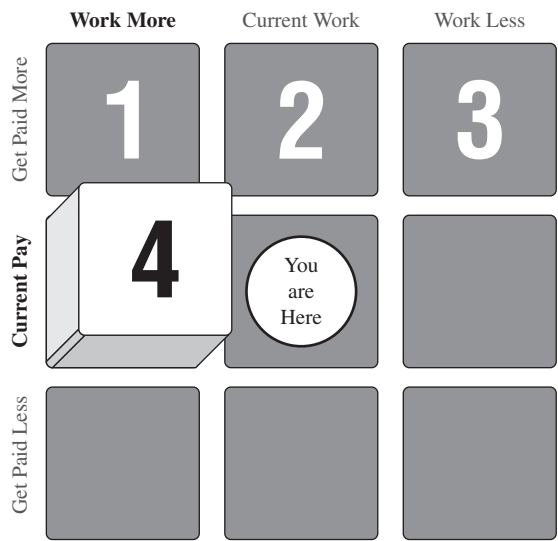 Work More Current Work Work Less
Get Paid More
1 2 3
Current Pay
4
You
are
Here
Get Paid Less